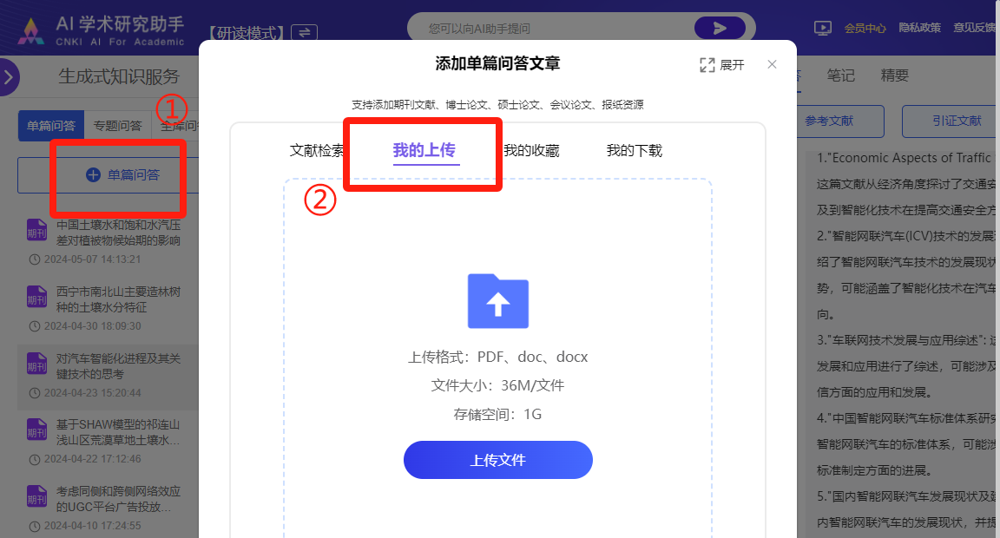 AI 学术研究助手
CNKI AI For Academic
【研读模式】
您可以向AI助手提问
会员中心 隐私政策 意见反馈
生成式知识服务
①
单篇问答 专题问答 全库问
单篇问答
中国土壤水和饱和水汽压
差对植被物候始期的影响
2024-05-07 14:13:21
西宁市南北山主要造林树
种的土壤水分特征
2024-04-30 18:09:30
对汽车智能化进程及其关
键技术的思考
2024-04-23 15:20:44
基于SHAW模型的祁连山
浅山区荒漠草地土壤水...
2024-04-22 17:12:46
考虑同侧和跨侧网络效应
的UGC平台广告投放...
2024-04-10 17:24:55
期刊
期刊
期刊
期刊
期刊
添加单篇问答文章
展开
支持添加期刊文献、博士论文、硕士论文、会议论文、报纸资源
文献检索 我的上传 我的收藏 我的下载
②
上传格式：PDF、doc、docx
文件大小：36M/文件
存储空间：1G
上传文件
笔记 精要
参考文献 引证文献
1."Economic Aspects of Traffic
这篇文献从经济角度探讨了交通安
及到智能化技术在提高交通安全方
2."智能网联汽车(ICV)技术的发展
绍了智能网联汽车技术的发展现状
势，可能涵盖了智能化技术在汽车
向。
3."车联网技术发展与应用综述":
发展和应用进行了综述，可能涉及
信方面的应用和发展。
4."中国智能网联汽车标准体系研
智能网联汽车的标准体系，可能涉
标准制定方面的进展。
5."国内智能网联汽车发展现状及
内智能网联汽车的发展现状，并提